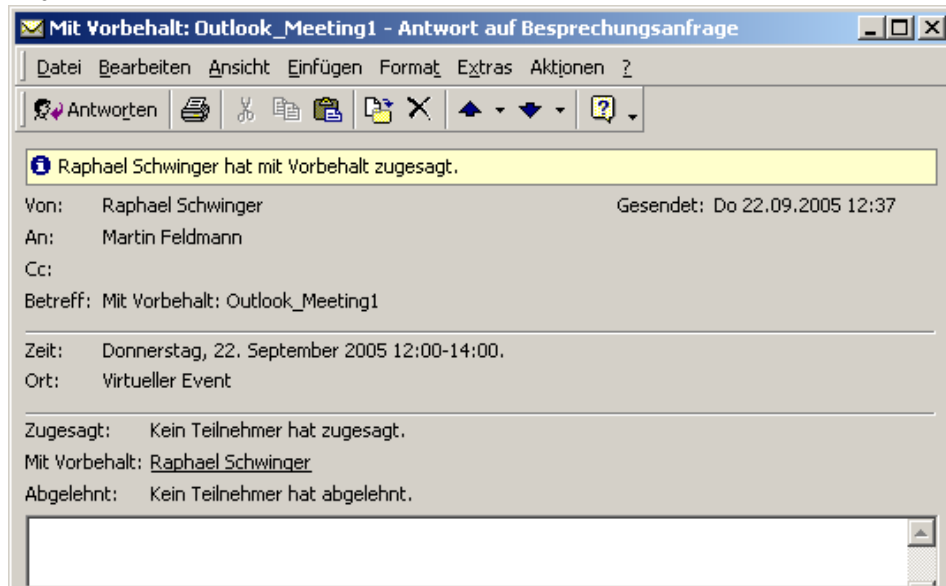 Mit Vorbehalt: Outlook_Meeting1 - Antwort auf Besprechungsanfrage
Datei Bearbeiten Ansicht Einfügen Format Extras Aktionen ?
Antworten
Raphael Schwinger hat mit Vorbehalt zugesagt.
Von: Raphael Schwinger Gesendet: Do 22.09.2005 12:37
An: Martin Feldmann
Cc:
Betreff: Mit Vorbehalt: Outlook_Meeting1
Zeit: Donnerstag, 22. September 2005 12:00-14:00.
Ort: Virtueller Event
Zugesagt: Kein Teilnehmer hat zugesagt.
Mit Vorbehalt: Raphael Schwinger
Abgelehnt: Kein Teilnehmer hat abgelehnt.